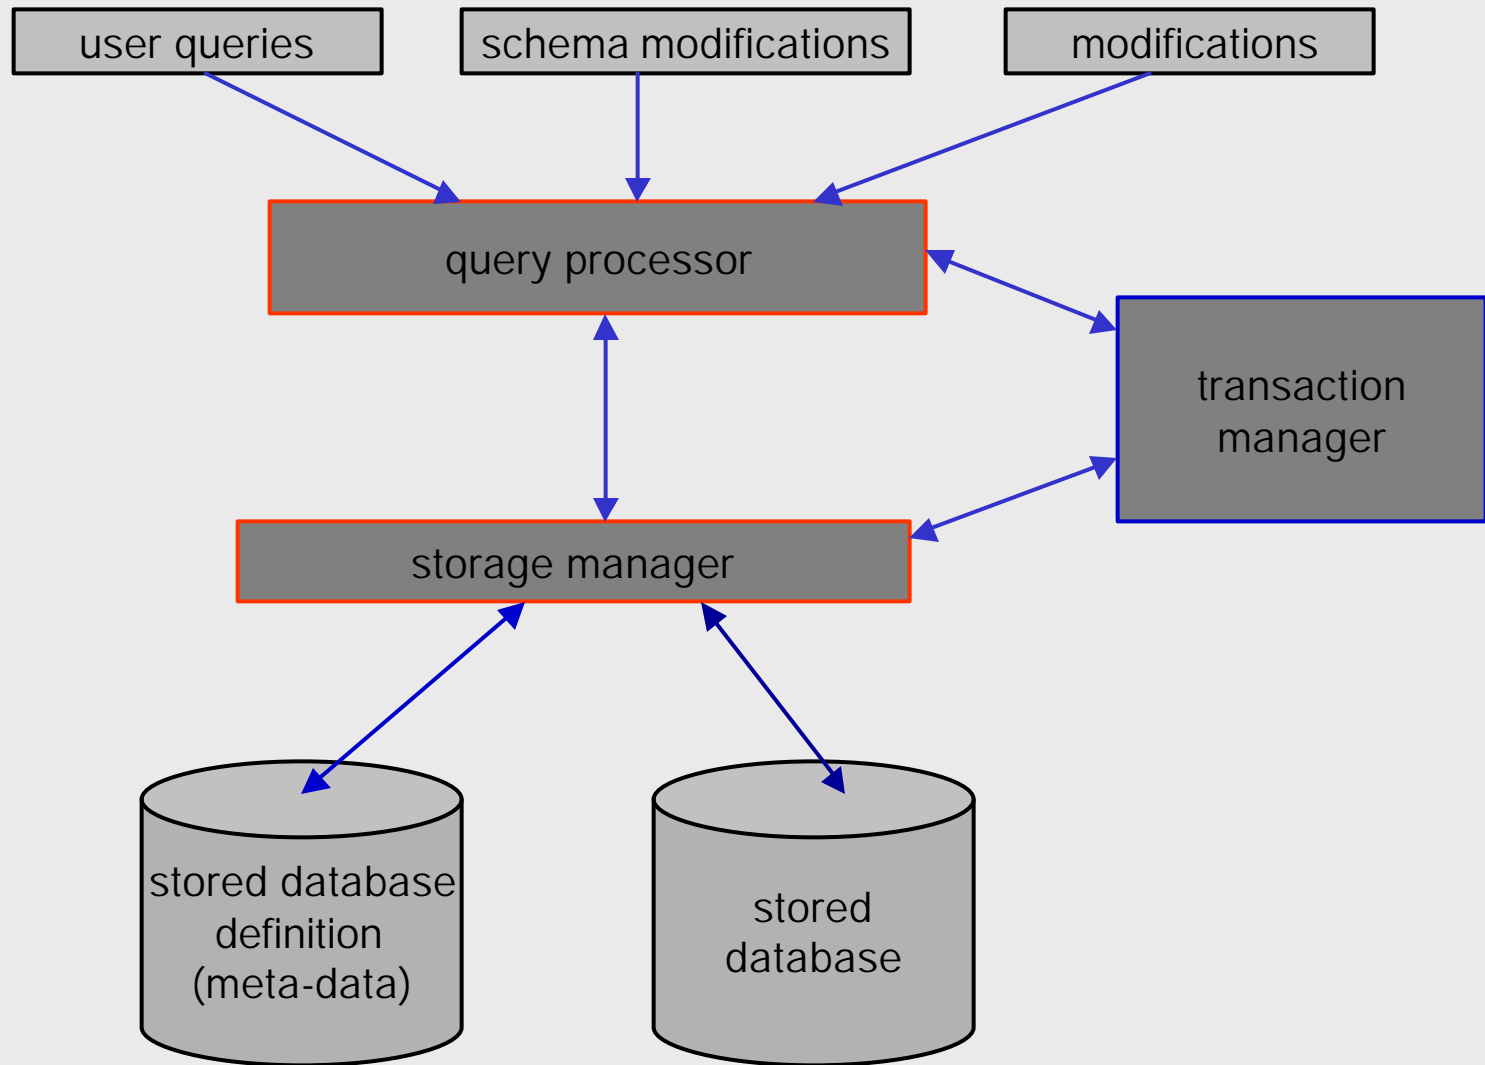 user queries
schema modifications
modifications
query processor
transaction
manager
storage manager
stored database
definition
(meta-data)
stored
database